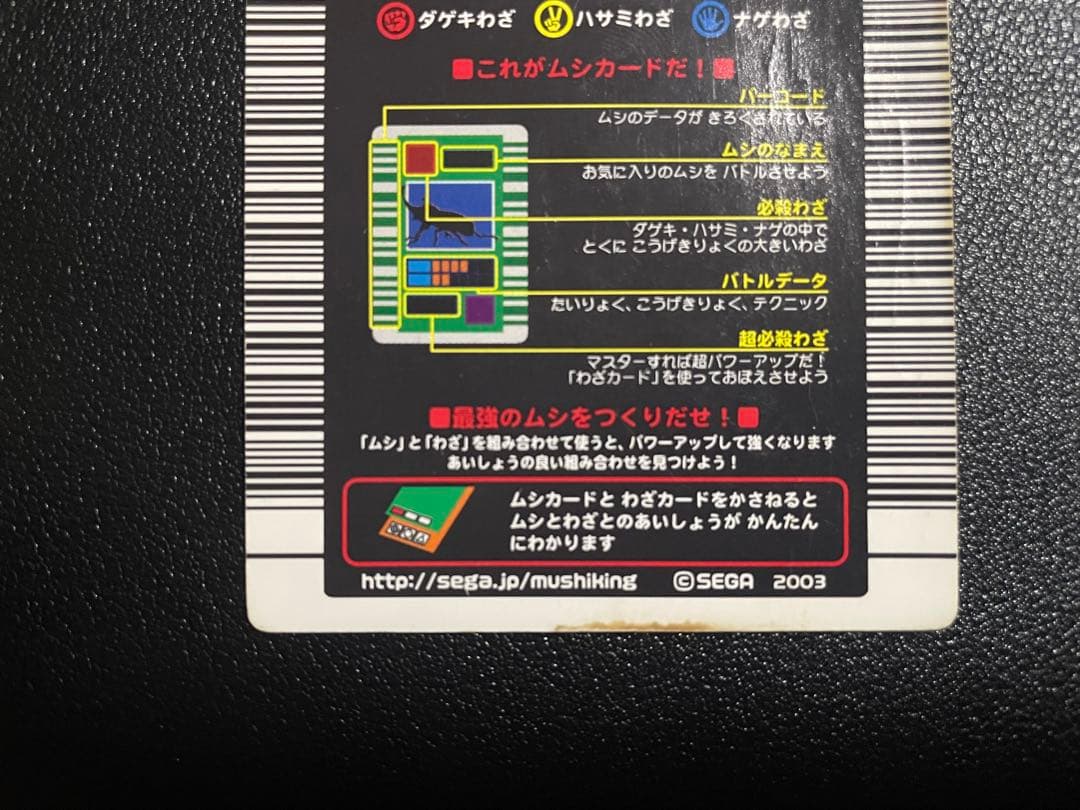 ダゲキわざ ハサミわざ ナゲわざ
■これがムシカードだ！■
バーコード
ムシのデータが きろくされている
ムシのなまえ
お気に入りのムシを バトルさせよう
必殺わざ
ダゲキ・ハサミ・ナゲの中で
とくに こうげきりょくの大きいわざ
バトルデータ
たいりょく、こうげきりょく、テクニック
超必殺わざ
マスターすれば超パワーアップだ！
「わざカード」を使っておぼえさせよう
■最強のムシをつくりだせ！■
「ムシ」と「わざ」を組み合わせて使うと、パワーアップして強くなります
あいしょうの良い組み合わせを見つけよう！
ムシカードと わざカードをかさねると
ムシとわざとのあいしょうが かんたん
にわかります
http://sega.jp/mushiking ©SEGA 2003